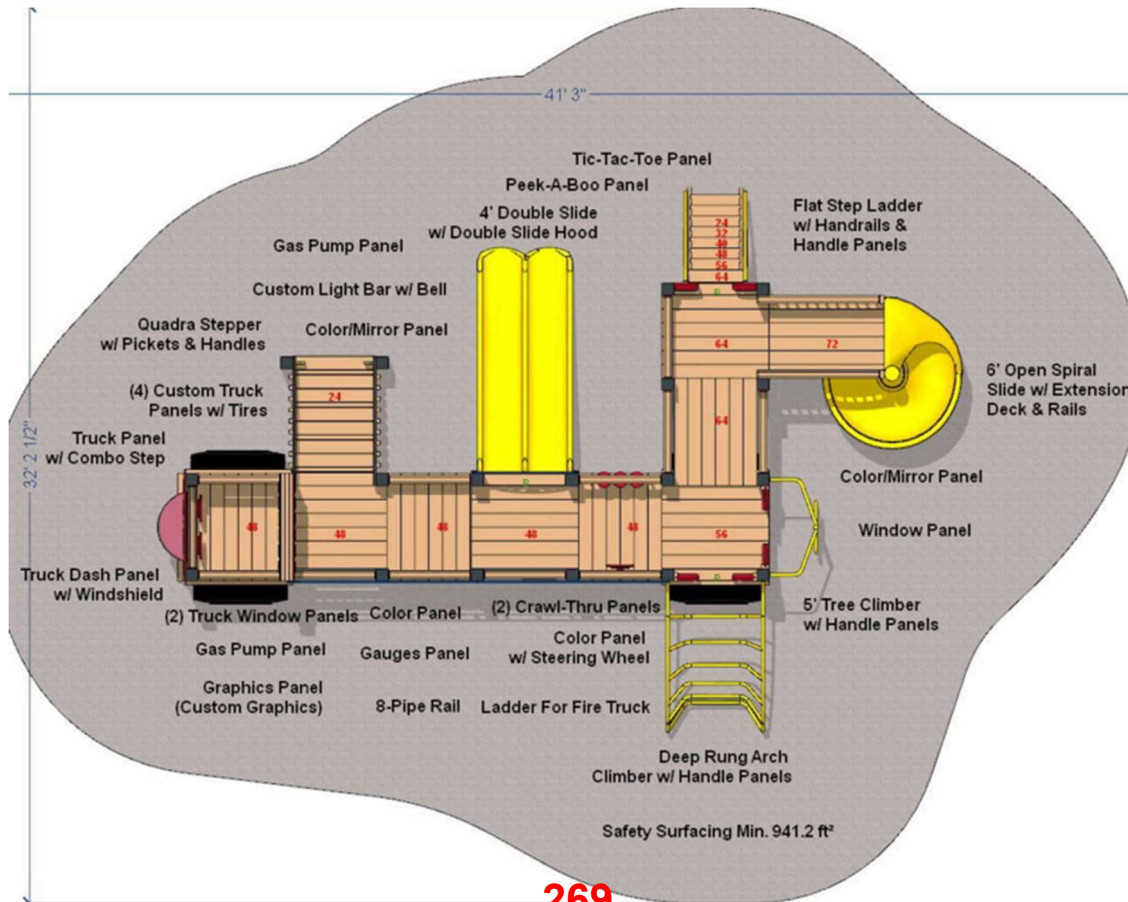 41' 3"
Tic-Tac-Toe Panel
Peek-A-Boo Panel
4' Double Slide
w/ Double Slide Hood
Flat Step Ladder
w/ Handrails &
Handle Panels
24
32
40
48
56
64
Gas Pump Panel
Custom Light Bar w/ Bell
Quadra Stepper
w/ Pickets & Handles
Color/Mirror Panel
64
72
6' Open Spiral
Slide w/ Extension
Deck & Rails
(4) Custom Truck
Panels w/ Tires
24
64
32' 2 1/2"
Truck Panel
w/ Combo Step
Color/Mirror Panel
48
48
48
48
48
56
Window Panel
Truck Dash Panel
w/ Windshield
(2) Truck Window Panels
Color Panel
(2) Crawl-Thru Panels
5' Tree Climber
w/ Handle Panels
Gas Pump Panel
Gauges Panel
Color Panel
w/ Steering Wheel
Graphics Panel
(Custom Graphics)
8-Pipe Rail
Ladder For Fire Truck
Deep Rung Arch
Climber w/ Handle Panels
Safety Surfacing Min. 941.2 ft²
269